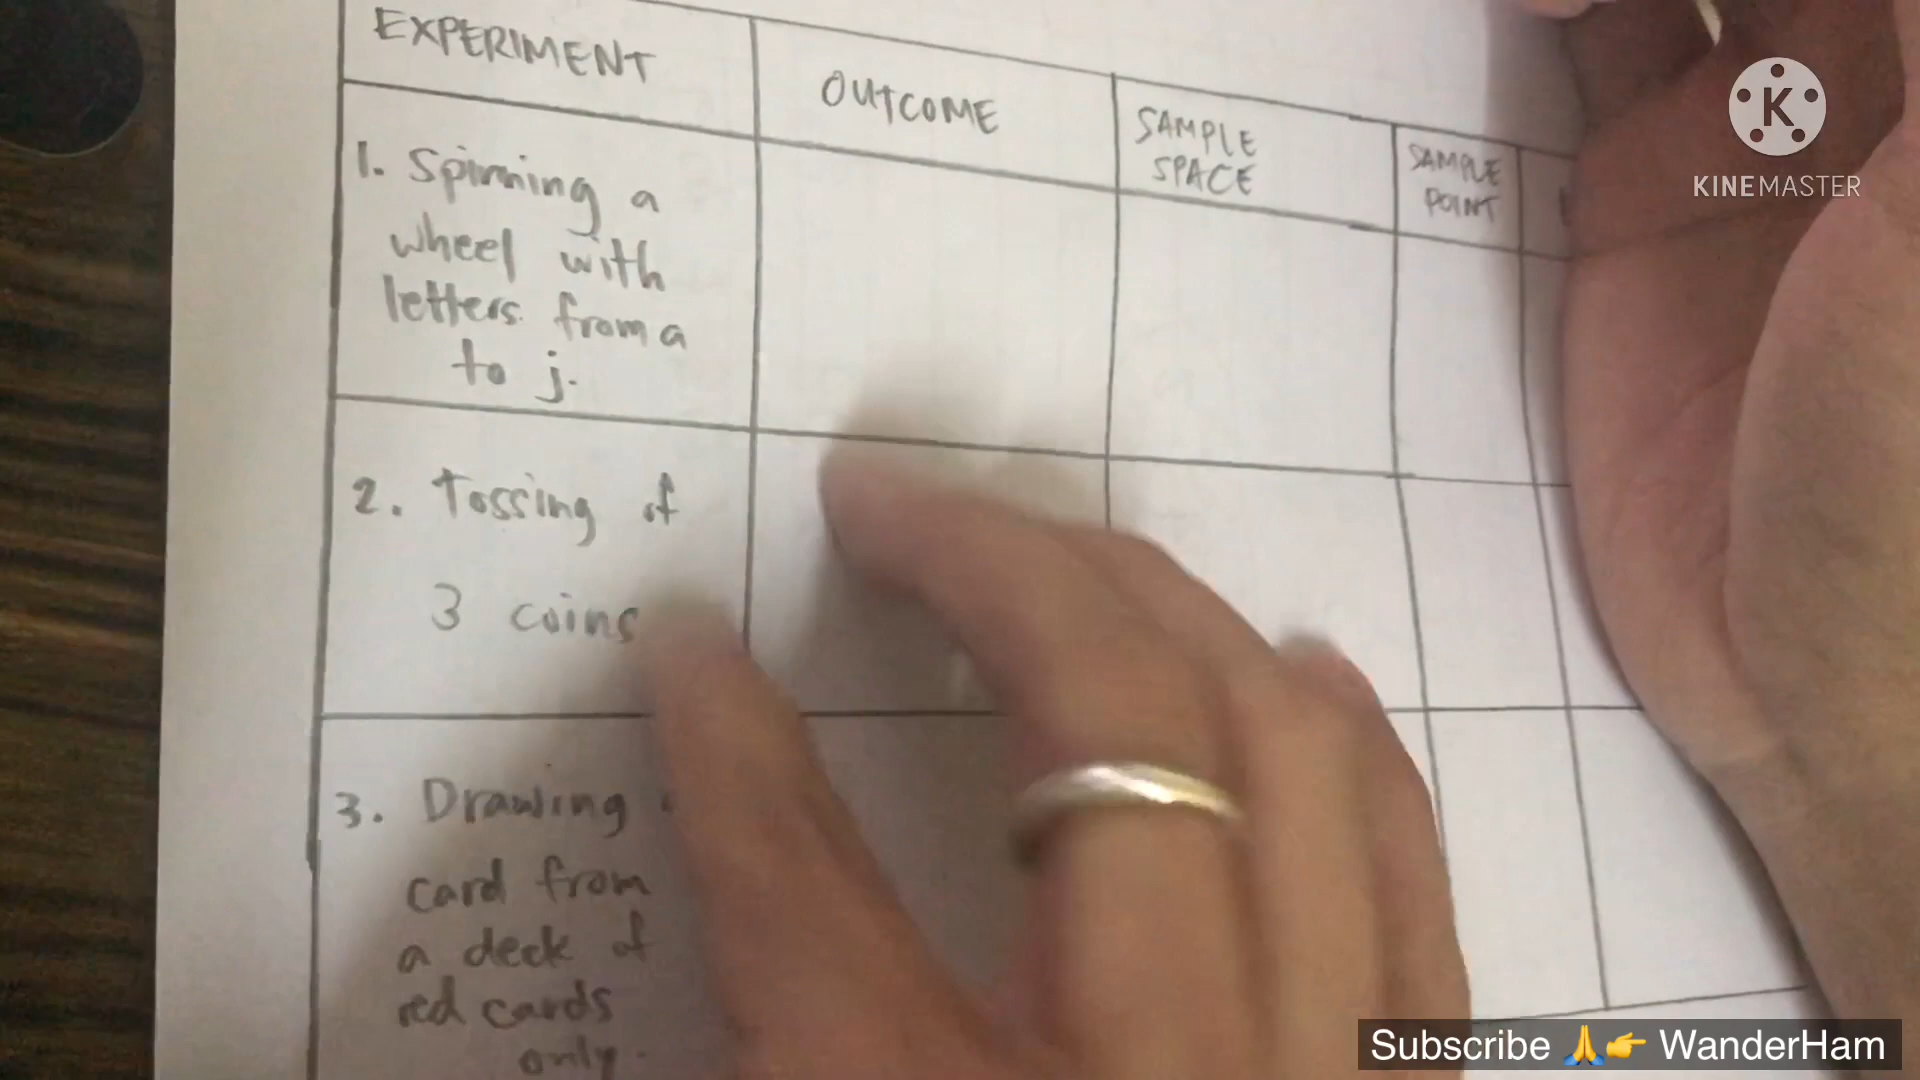 EXPERIMENT
OUTCOME
SAMPLE
SPACE
SAMPLE
POINT
1. Spinning a
wheel with
letters from a
to j.
2. Tossing of
3 coins
3. Drawing
card from
a deck of
red cards
only.
K
KINEMASTER
Subscribe 🙏👉 WanderHam